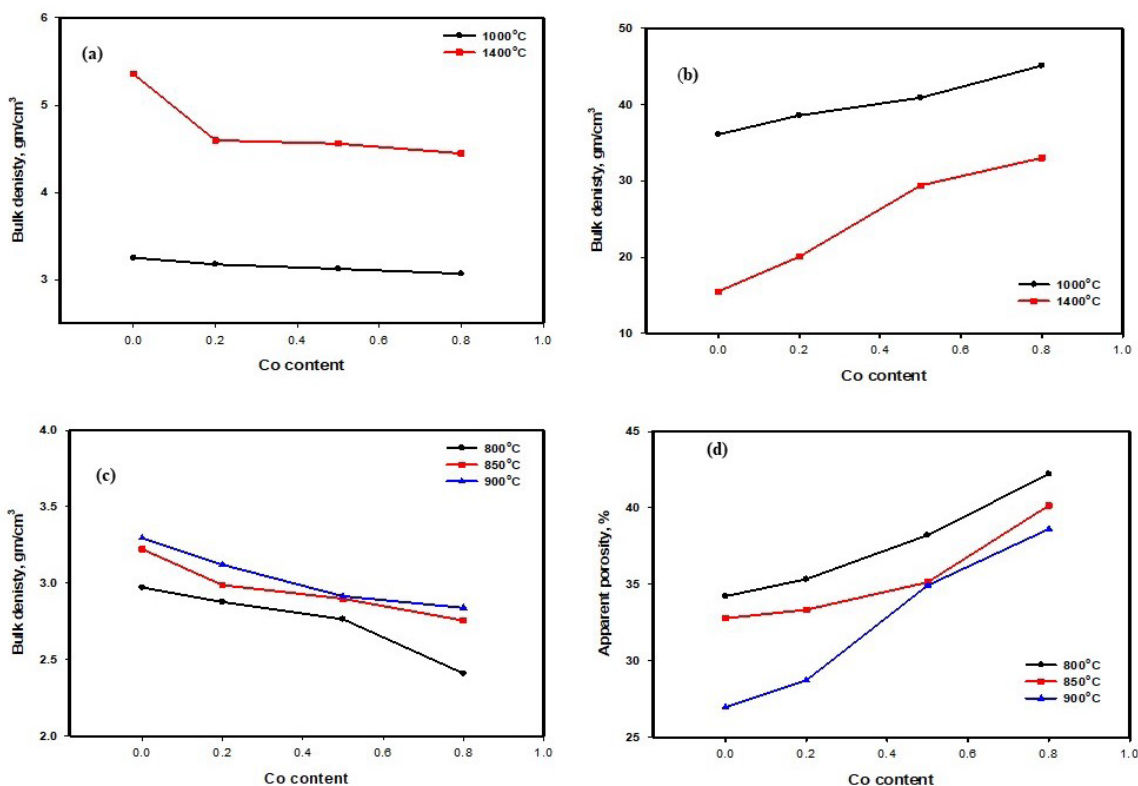 (a)
1000°C
1400°C
6
5
4
3
Bulk denisty, gm/cm³
0.0 0.2 0.4 0.6 0.8 1.0
Co content
(b)
1000°C
1400°C
50
40
30
20
10
Bulk denisty, gm/cm³
0.0 0.2 0.4 0.6 0.8 1.0
Co content
(c)
800°C
850°C
900°C
4.0
3.5
3.0
2.5
2.0
Bulk denisty, gm/cm³
0.0 0.2 0.4 0.6 0.8 1.0
Co content
(d)
800°C
850°C
900°C
45
40
35
30
25
Apparent porosity, %
0.0 0.2 0.4 0.6 0.8 1.0
Co content